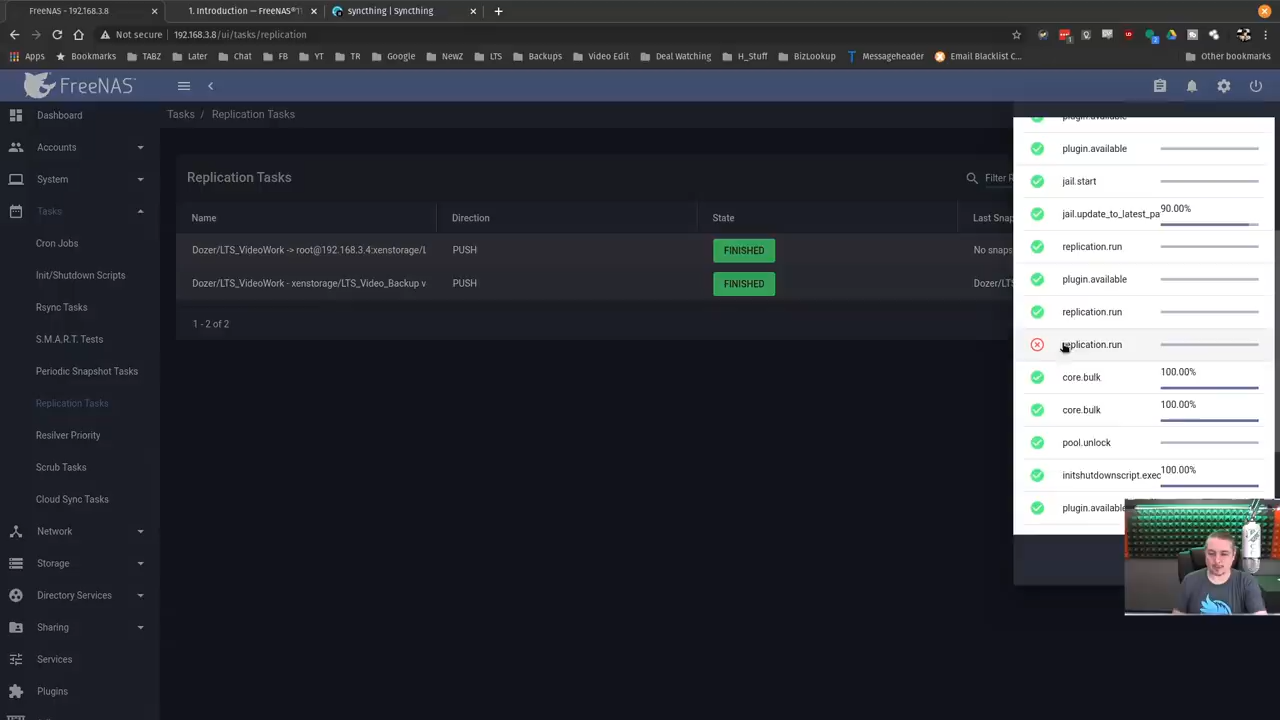 FreeNAS - 192.168.3.8
1. Introduction — FreeNAS®
syncthing | Syncthing
Not secure 192.168.3.8/ui/tasks/replication
Apps Bookmarks TABZ Later Chat FB YT TR Google NewZ LTS Backups Video Edit Deal Watching H_Stuff BizLookup Messageheader Email Blacklist C... Other bookmarks
FreeNAS
Tasks / Replication Tasks
Dashboard
Accounts
System
Tasks
Cron Jobs
Init/Shutdown Scripts
Rsync Tasks
S.M.A.R.T. Tests
Periodic Snapshot Tasks
Replication Tasks
Resilver Priority
Scrub Tasks
Cloud Sync Tasks
Network
Storage
Directory Services
Sharing
Services
Plugins
Replication Tasks
Filter R
Name Direction State Last Snap
Dozer/LTS_VideoWork -> root@192.168.3.4:xenstorage/L PUSH FINISHED No snaps
Dozer/LTS_VideoWork - xenstorage/LTS_Video_Backup v PUSH FINISHED Dozer/LTS
1 - 2 of 2
plugin.available
plugin.available
jail.start
jail.update_to_latest_pa 90.00%
replication.run
plugin.available
replication.run
replication.run
core.bulk 100.00%
core.bulk 100.00%
pool.unlock
initshutdownscript.exec 100.00%
plugin.available